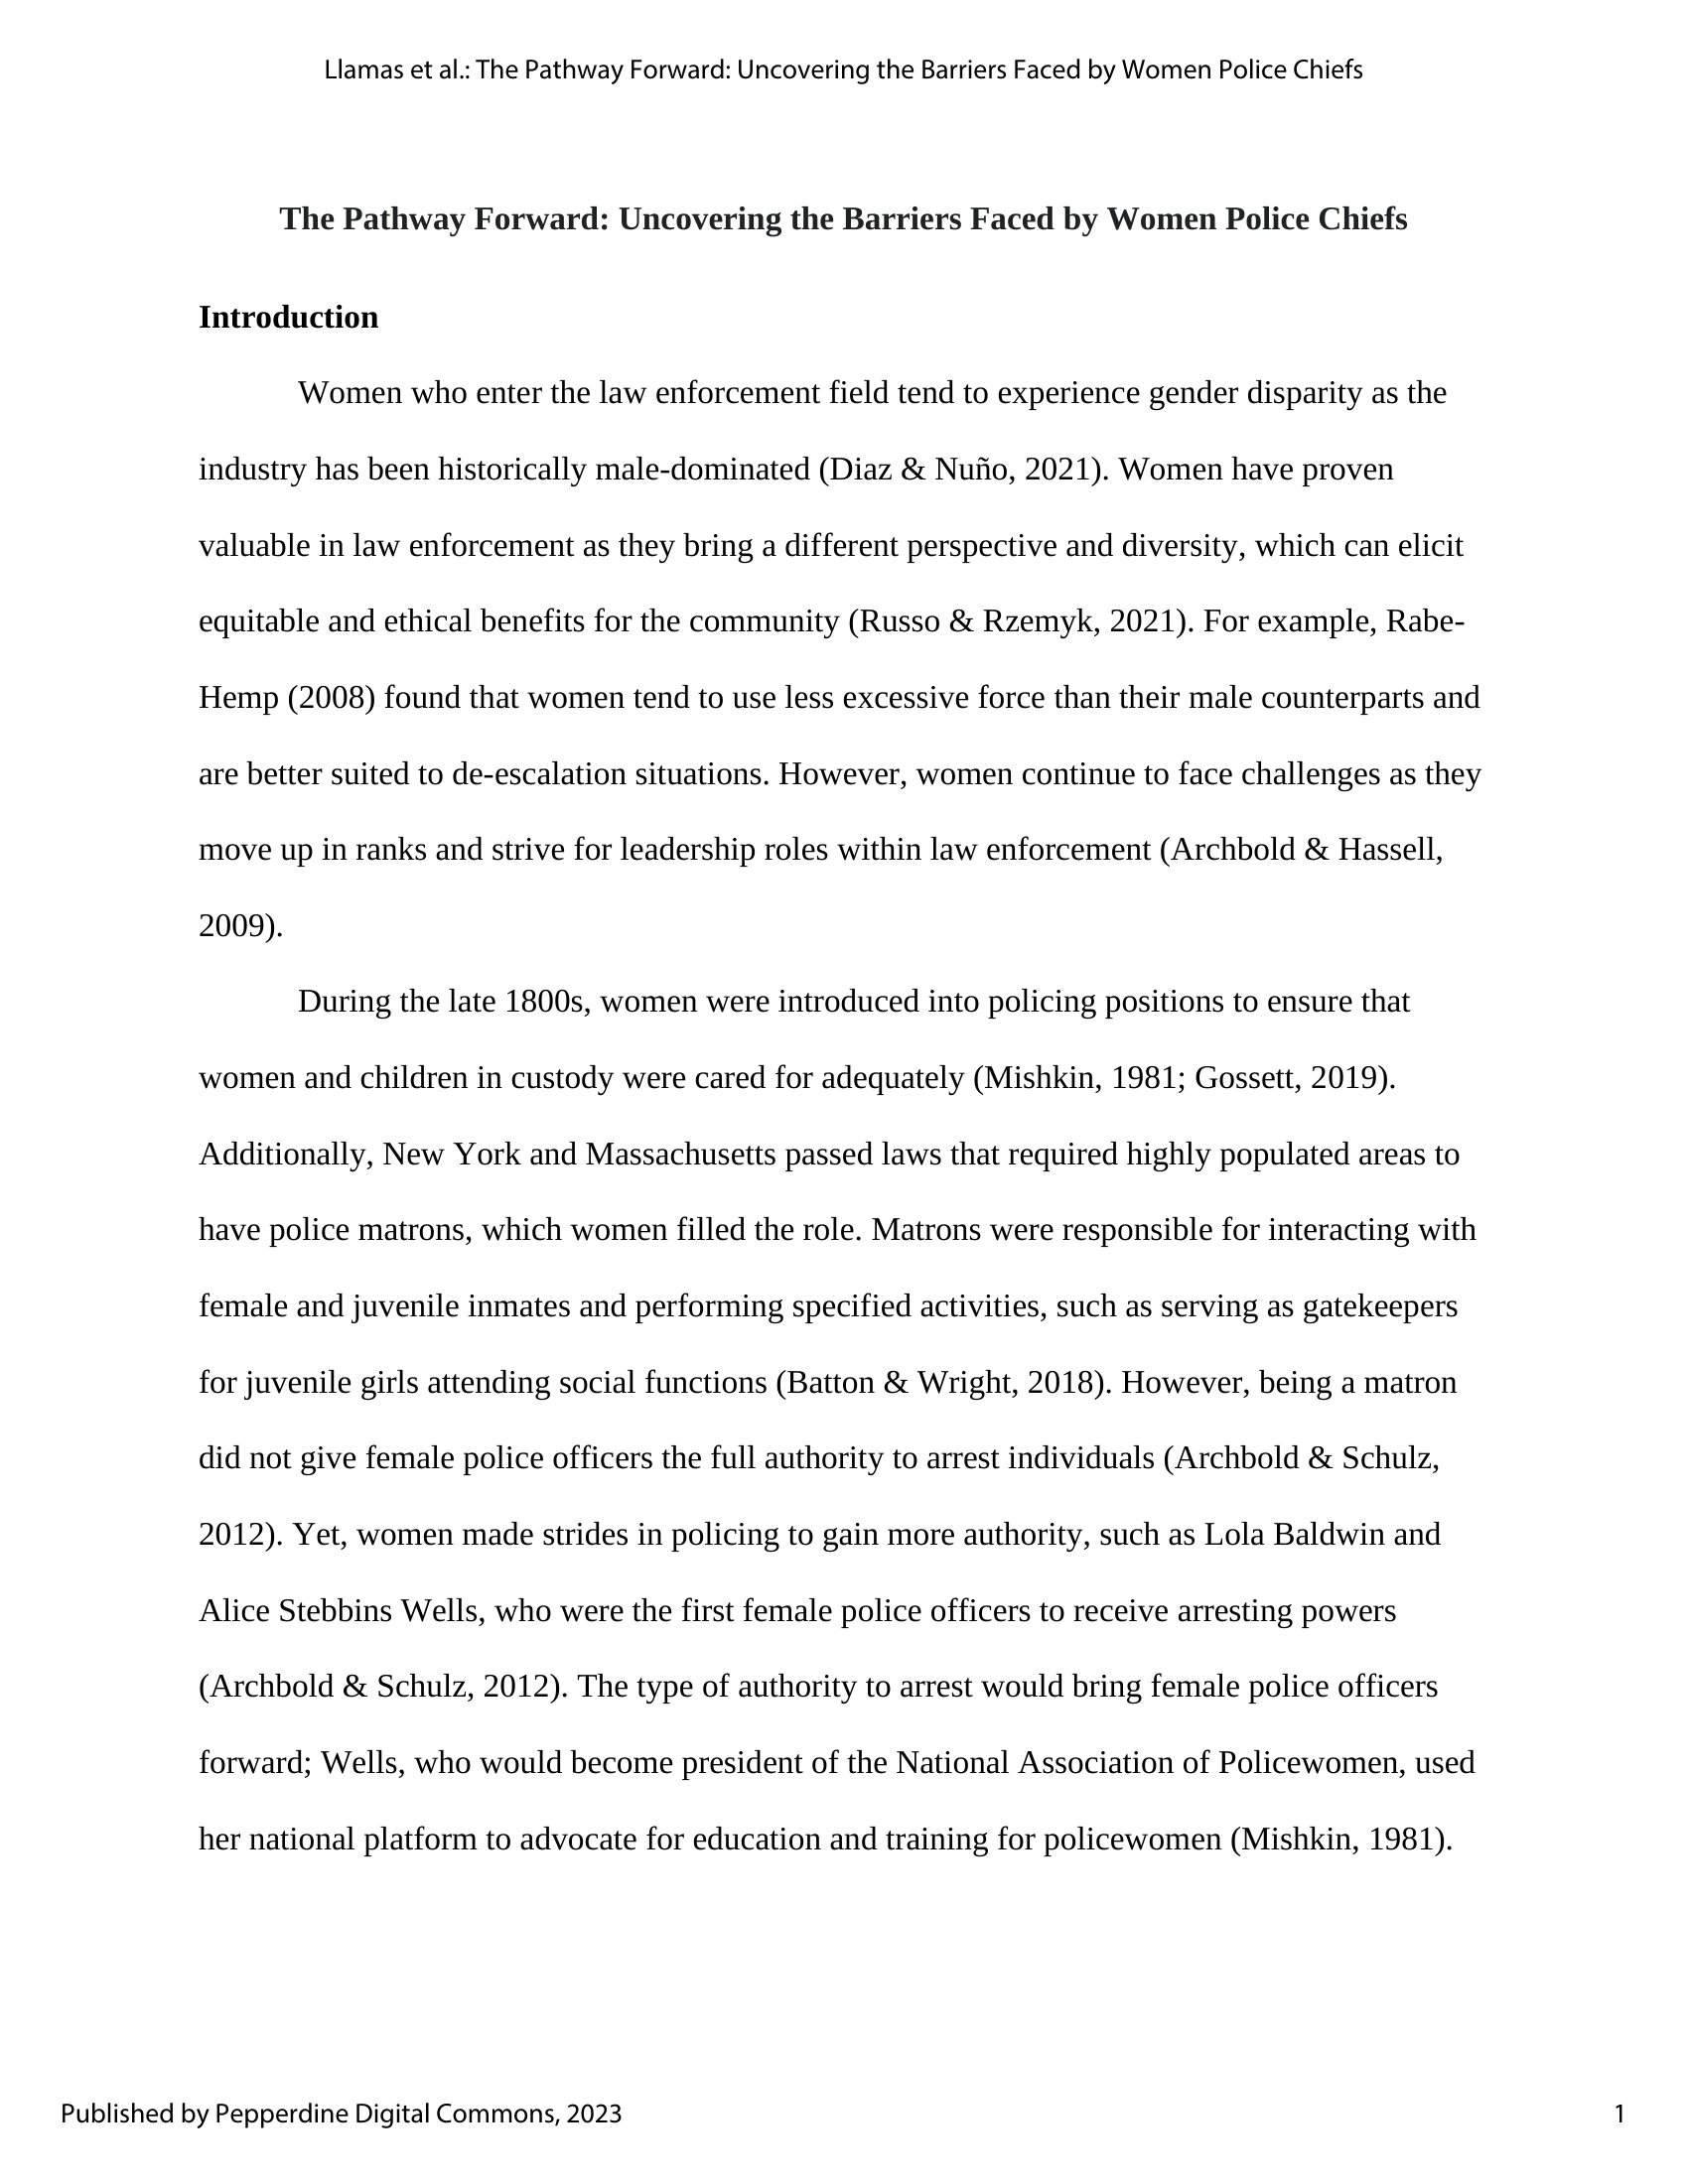 Llamas et al.: The Pathway Forward: Uncovering the Barriers Faced by Women Police Chiefs
The Pathway Forward: Uncovering the Barriers Faced by Women Police Chiefs
Introduction
Women who enter the law enforcement field tend to experience gender disparity as the
industry has been historically male-dominated (Diaz & Nuño, 2021). Women have proven
valuable in law enforcement as they bring a different perspective and diversity, which can elicit
equitable and ethical benefits for the community (Russo & Rzemyk, 2021). For example, Rabe-
Hemp (2008) found that women tend to use less excessive force than their male counterparts and
are better suited to de-escalation situations. However, women continue to face challenges as they
move up in ranks and strive for leadership roles within law enforcement (Archbold & Hassell,
2009).
During the late 1800s, women were introduced into policing positions to ensure that
women and children in custody were cared for adequately (Mishkin, 1981; Gossett, 2019).
Additionally, New York and Massachusetts passed laws that required highly populated areas to
have police matrons, which women filled the role. Matrons were responsible for interacting with
female and juvenile inmates and performing specified activities, such as serving as gatekeepers
for juvenile girls attending social functions (Batton & Wright, 2018). However, being a matron
did not give female police officers the full authority to arrest individuals (Archbold & Schulz,
2012). Yet, women made strides in policing to gain more authority, such as Lola Baldwin and
Alice Stebbins Wells, who were the first female police officers to receive arresting powers
(Archbold & Schulz, 2012). The type of authority to arrest would bring female police officers
forward; Wells, who would become president of the National Association of Policewomen, used
her national platform to advocate for education and training for policewomen (Mishkin, 1981).
Published by Pepperdine Digital Commons, 2023
1